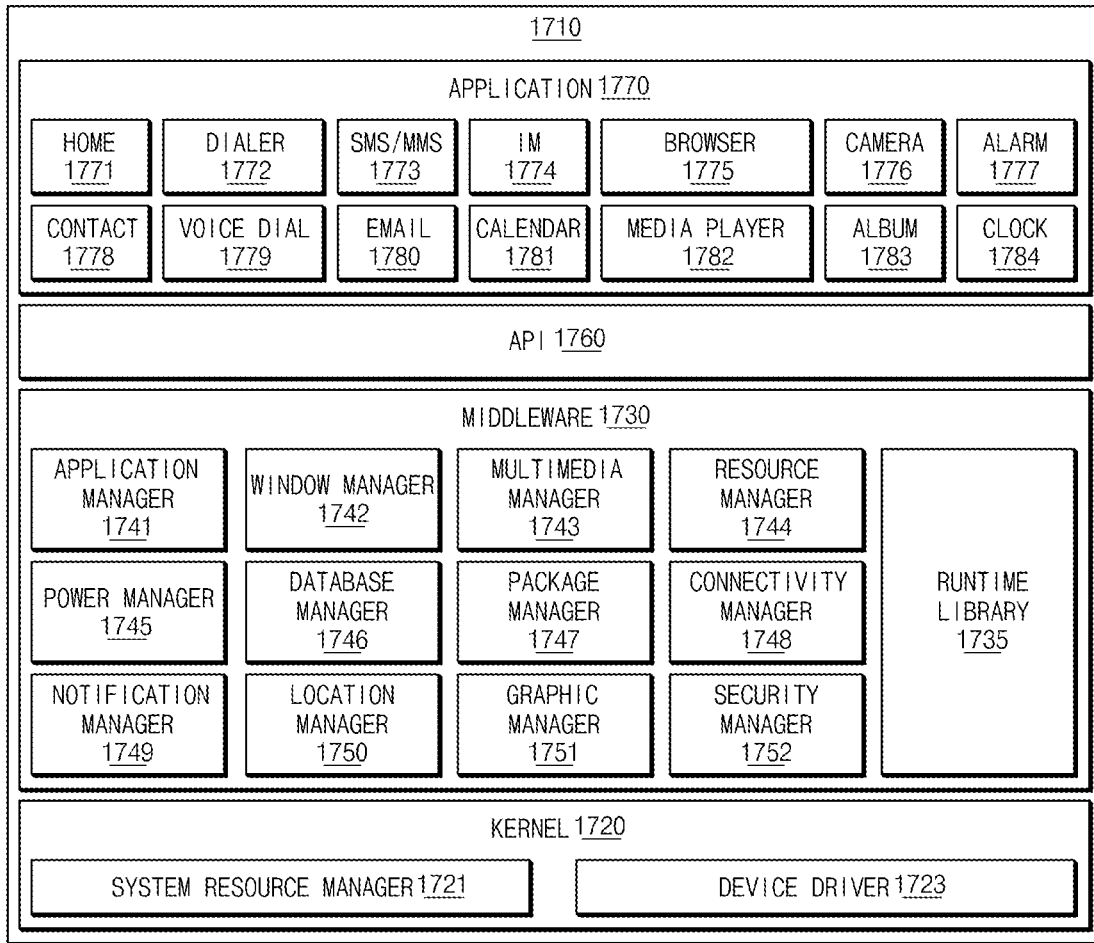 1710
APPLICATION 1770
HOME
1771
DIALER
1772
SMS/MMS
1773
IM
1774
BROWSER
1775
CAMERA
1776
ALARM
1777
CONTACT
1778
VOICE DIAL
1779
EMAIL
1780
CALENDAR
1781
MEDIA PLAYER
1782
ALBUM
1783
CLOCK
1784
API 1760
MIDDLEWARE 1730
APPLICATION
MANAGER
1741
WINDOW MANAGER
1742
MULTIMEDIA
MANAGER
1743
RESOURCE
MANAGER
1744
POWER MANAGER
1745
DATABASE
MANAGER
1746
PACKAGE
MANAGER
1747
CONNECTIVITY
MANAGER
1748
NOTIFICATION
MANAGER
1749
LOCATION
MANAGER
1750
GRAPHIC
MANAGER
1751
SECURITY
MANAGER
1752
RUNTIME
LIBRARY
1735
KERNEL 1720
SYSTEM RESOURCE MANAGER 1721
DEVICE DRIVER 1723